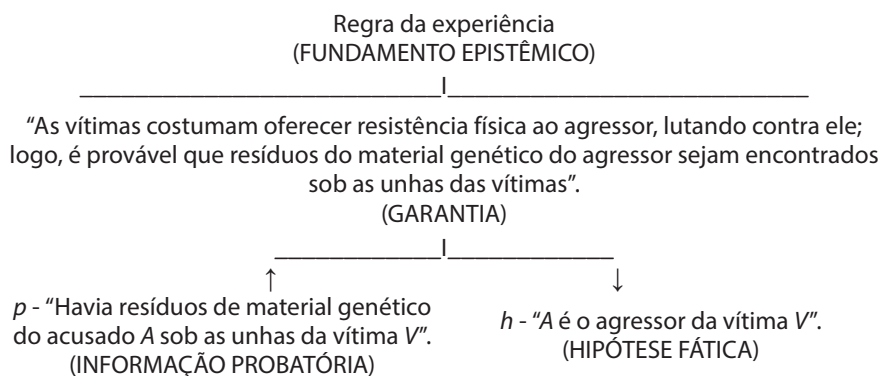 Regra da experiência
(FUNDAMENTO EPISTÊMICO)
___________________________I___________________________
“As vítimas costumam oferecer resistência física ao agressor, lutando contra ele;
logo, é provável que resíduos do material genético do agressor sejam encontrados
sob as unhas das vítimas”.
(GARANTIA)
____________I____________
↑ ↓
p - “Havia resíduos de material genético
do acusado A sob as unhas da vítima V”.
(INFORMAÇÃO PROBATÓRIA)
h - “A é o agressor da vítima V”.
(HIPÓTESE FÁTICA)